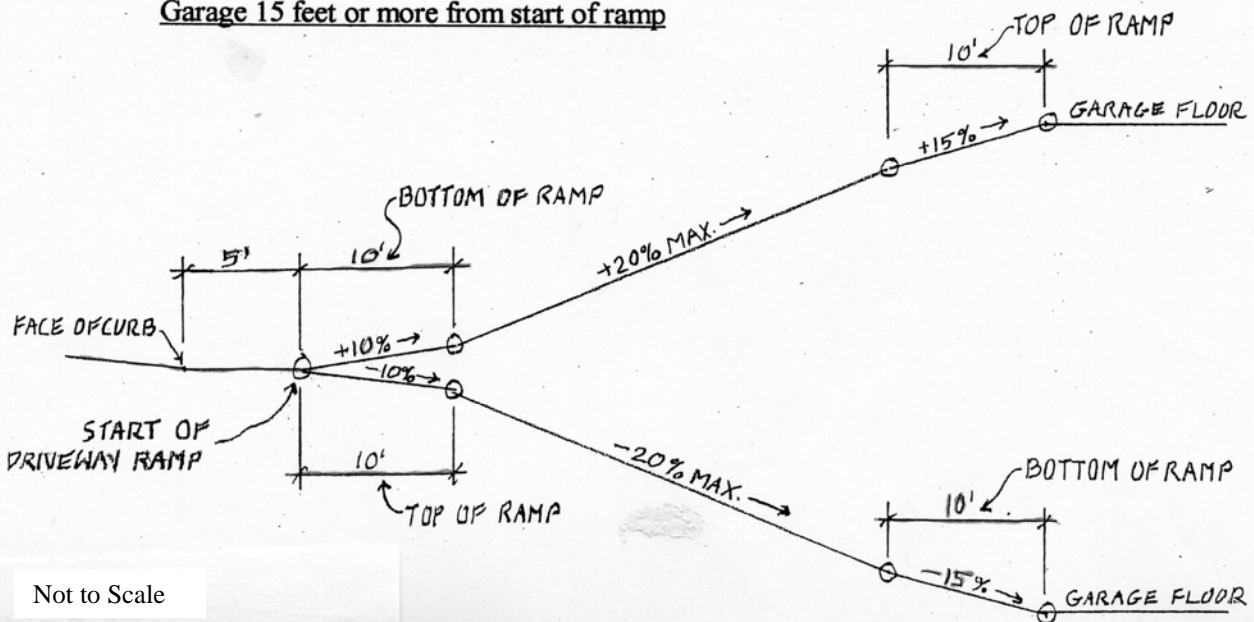 Garage 15 feet or more from start of ramp
TOP OF RAMP
10'
GARAGE FLOOR
+15% →
BOTTOM OF RAMP
+20% MAX. →
5'
10'
FACE OF CURB
+10% →
-10% →
START OF
DRIVEWAY RAMP
10'
TOP OF RAMP
-20% MAX. →
BOTTOM OF RAMP
10'
-15% →
GARAGE FLOOR
Not to Scale